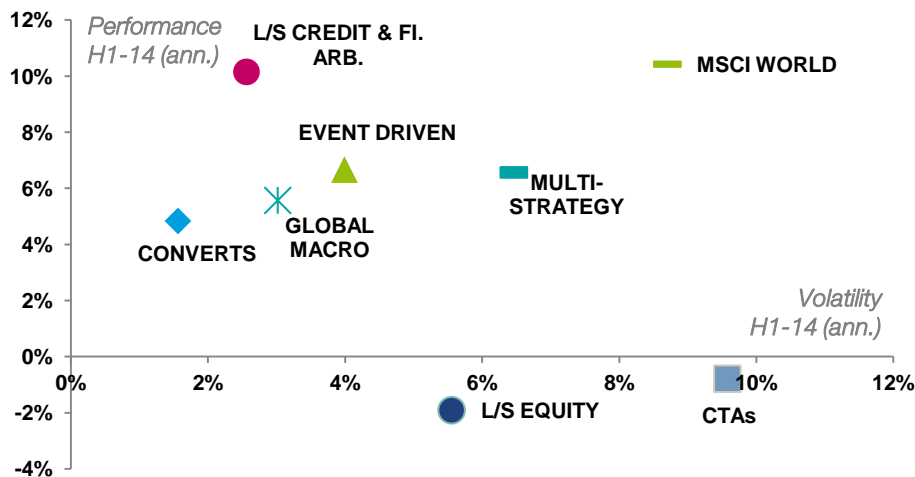 12%
Performance
H1-14 (ann.)
L/S CREDIT & FI.
ARB.
10%
MSCI WORLD
8%
EVENT DRIVEN
6%
MULTI-
STRATEGY
4%
GLOBAL
MACRO
CONVERTS
2%
Volatility
H1-14 (ann.)
0%
0%
2%
4%
6%
8%
10%
12%
-2%
L/S EQUITY
CTAs
-4%